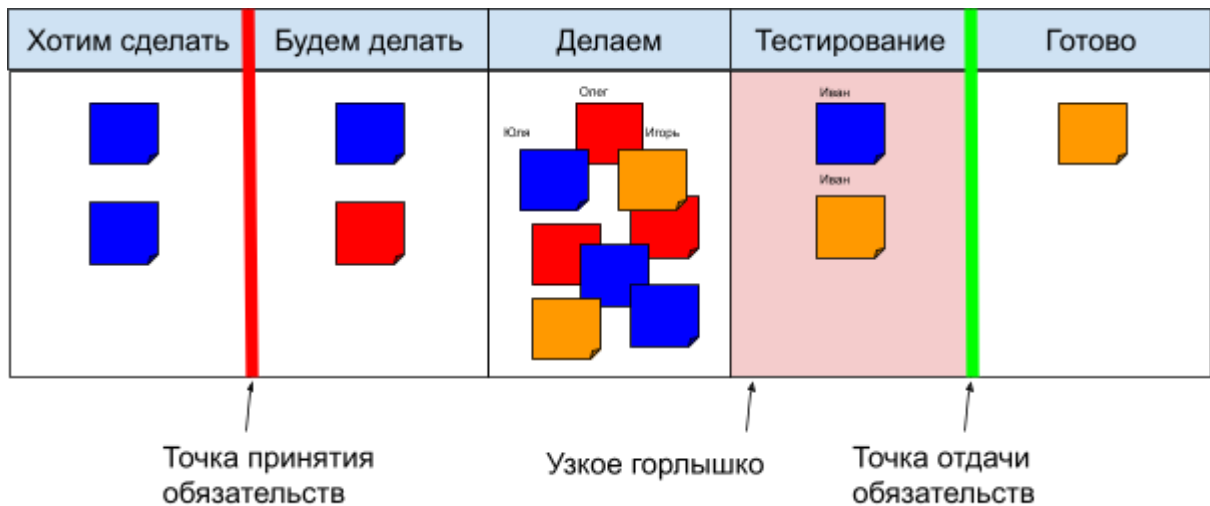 Хотим сделать
Будем делать
Делаем
Тестирование
Готово
Олег
Юля
Игорь
Иван
Иван
Точка принятия
обязательств
Узкое горлышко
Точка отдачи
обязательств